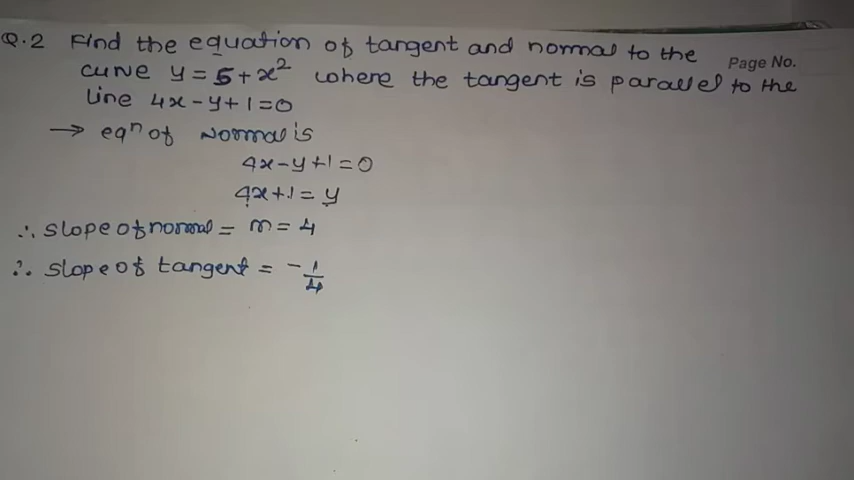 Q.2 Find the equation of tangent and normal to the
Page No.
curve y = 5 + x² where the tangent is parallel to the
line 4x - y + 1 = 0
→ eqⁿ of Normal is
4x - y + 1 = 0
4x + 1 = y
∴ slope of normal = m = 4
∴ slope of tangent = - 1/4